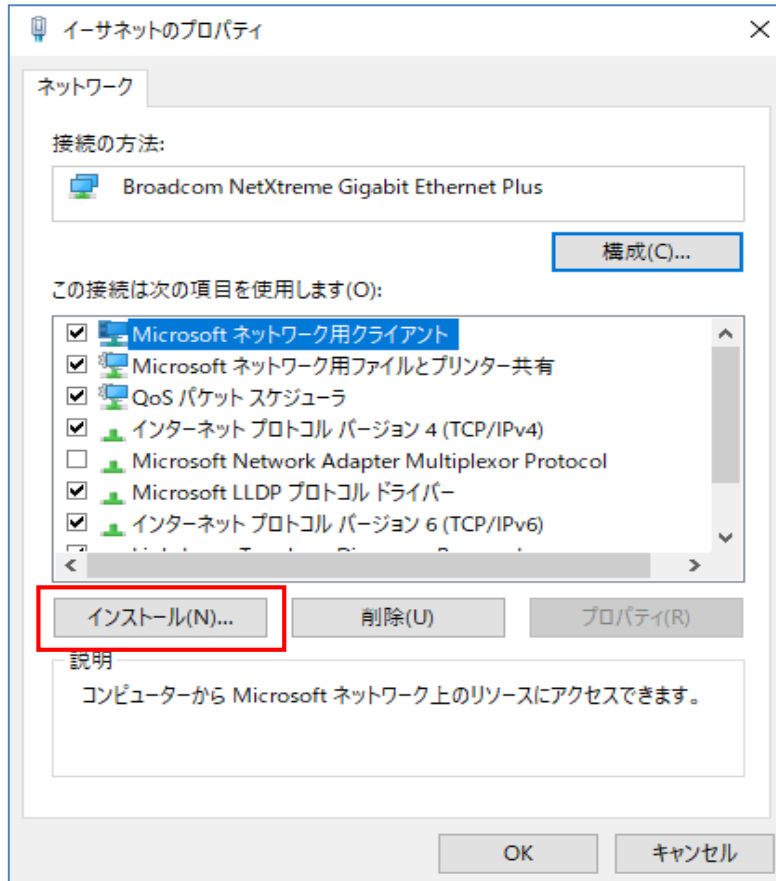 イーサネットのプロパティ
ネットワーク
接続の方法:
Broadcom NetXtreme Gigabit Ethernet Plus
構成(C)...
この接続は次の項目を使用します(O):
Microsoft ネットワーク用クライアント
Microsoft ネットワーク用ファイルとプリンター共有
QoS パケット スケジューラ
インターネット プロトコル バージョン 4 (TCP/IPv4)
Microsoft Network Adapter Multiplexor Protocol
Microsoft LLDP プロトコル ドライバー
インターネット プロトコル バージョン 6 (TCP/IPv6)
インストール(N)... 削除(U) プロパティ(R)
説明
コンピューターから Microsoft ネットワーク上のリソースにアクセスできます。
OK キャンセル